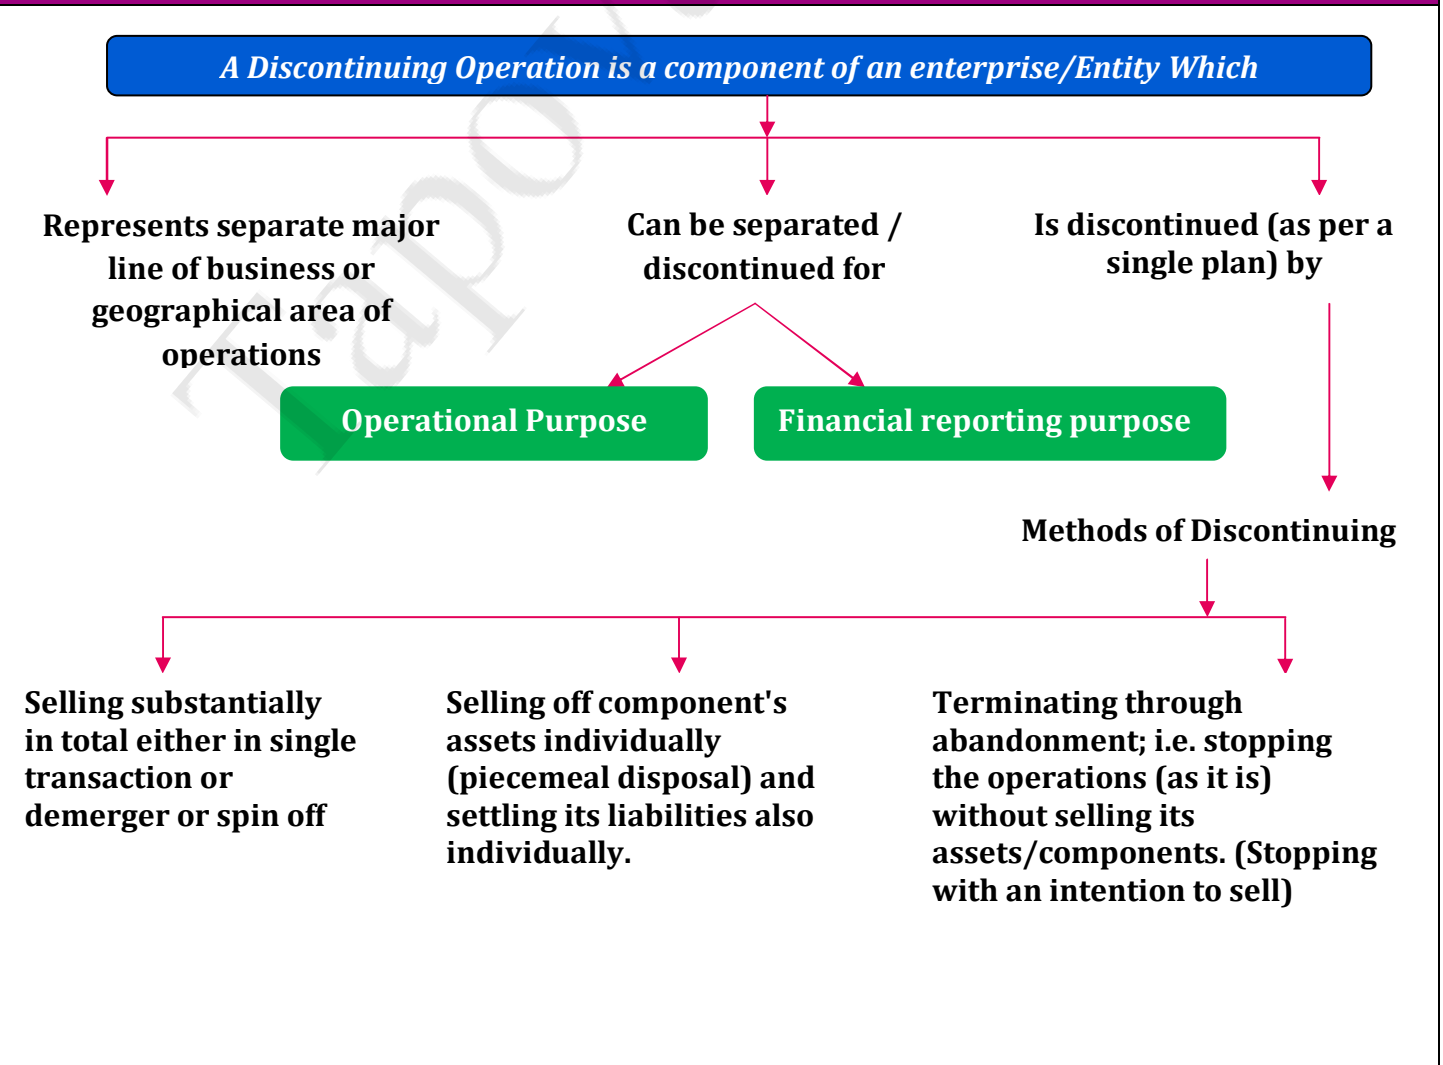 A Discontinuing Operation is a component of an enterprise/Entity Which
Represents separate major
line of business or
geographical area of
operations
Can be separated /
discontinued for
Is discontinued (as per a
single plan) by
Operational Purpose
Financial reporting purpose
Methods of Discontinuing
Selling substantially
in total either in single
transaction or
demerger or spin off
Selling off component's
assets individually
(piecemeal disposal) and
settling its liabilities also
individually.
Terminating through
abandonment; i.e. stopping
the operations (as it is)
without selling its
assets/components. (Stopping
with an intention to sell)